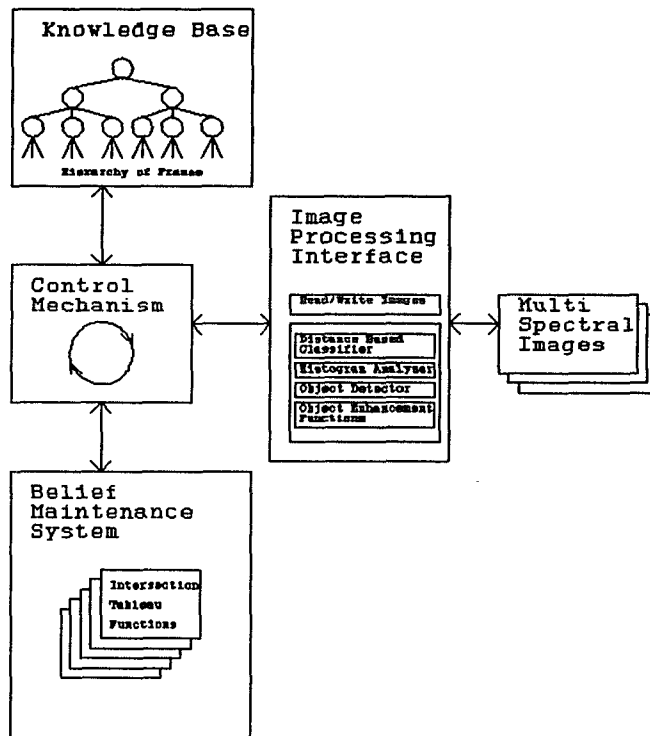 Knowledge Base
Hierarchy of Frames
Image
Processing
Interface
Control
Mechanism
Read/Write Images
Multi
Spectral
Images
Distance Based
Classifier
Histogram Analyser
Object Detector
Object Enhancement
Functions
Belief
Maintenance
System
Intersection
Tableau
Functions